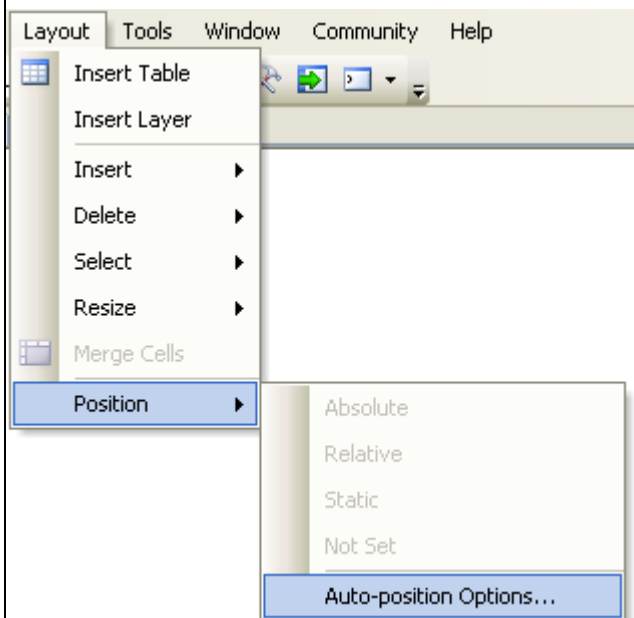 Layout Tools Window Community Help
Insert Table
Insert Layer
Insert
Delete
Select
Resize
Merge Cells
Position
Absolute
Relative
Static
Not Set
Auto-position Options...